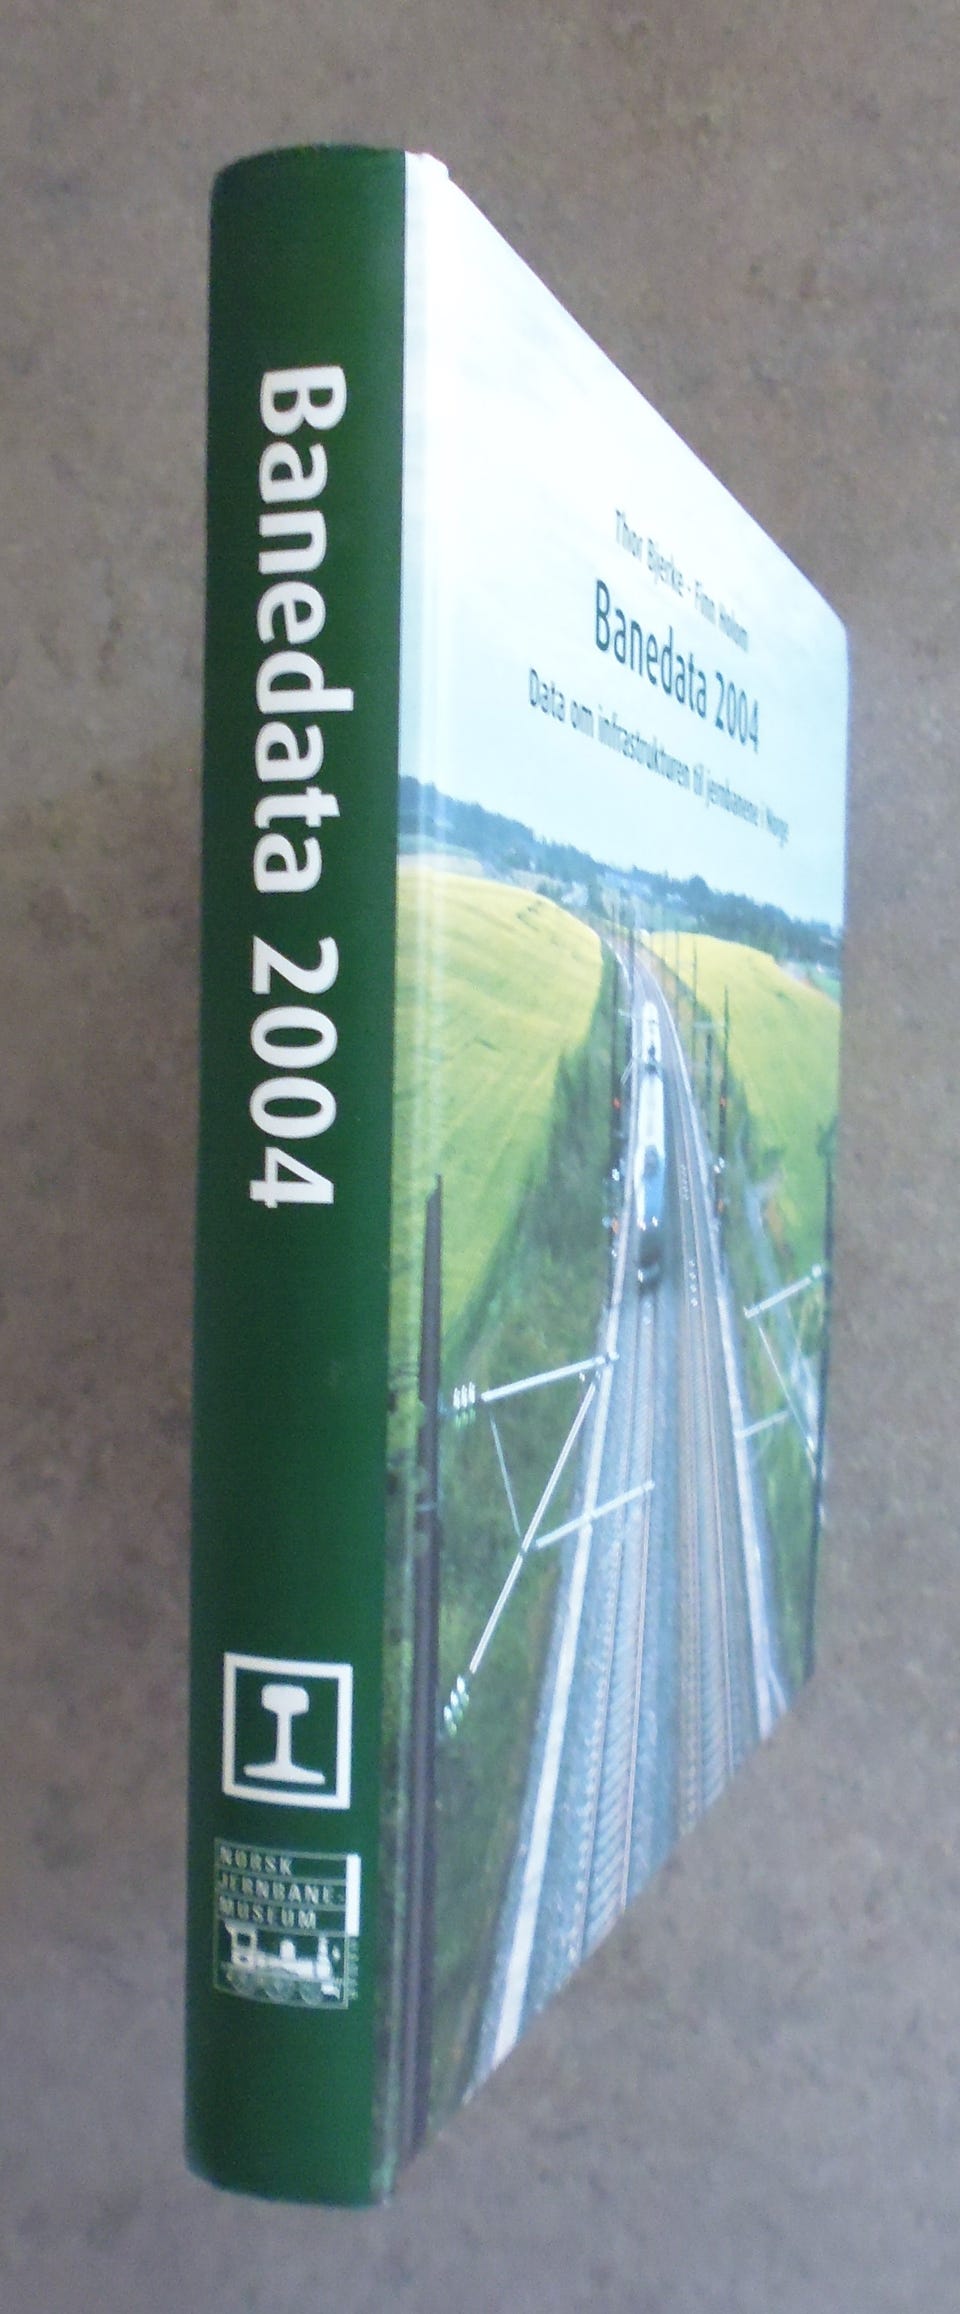 Banedata 2004
NORSK
JERNBANE-
MUSEUM
Thor Bjerke - Finn Holom
Banedata 2004
Data om infrastrukturen til jernbanene i Norge